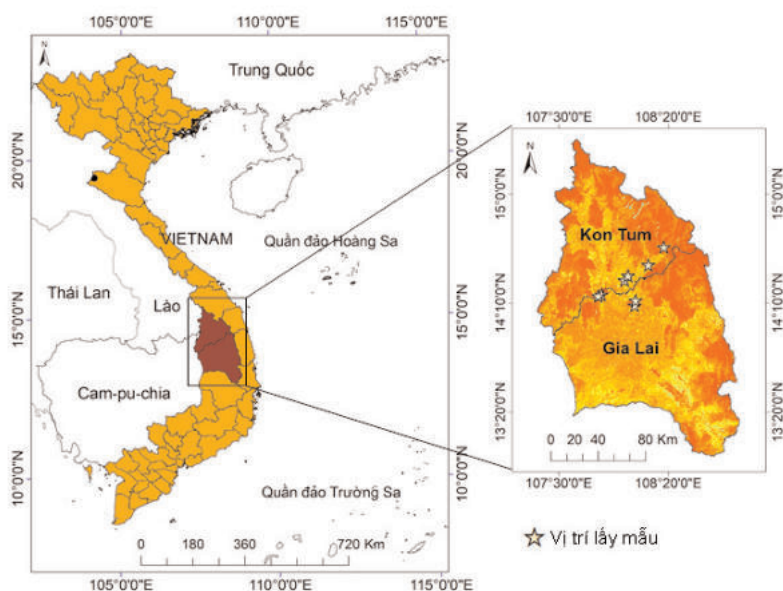 105°0'0"E 110°0'0"E 115°0'0"E
N
Trung Quốc
20°0'0"N
20°0'0"N
VIETNAM
Quần đảo Hoàng Sa
Thái Lan
Lào
15°0'0"N
15°0'0"N
Cam-pu-chia
10°0'0"N
10°0'0"N
Quần đảo Trường Sa
0 180 360 720 Km
105°0'0"E 110°0'0"E 115°0'0"E
107°30'0"E 108°20'0"E
N
15°0'0"N
15°0'0"N
Kon Tum
14°10'0"N
14°10'0"N
Gia Lai
13°20'0"N
13°20'0"N
0 20 40 80 Km
107°30'0"E 108°20'0"E
Vị trí lấy mẫu